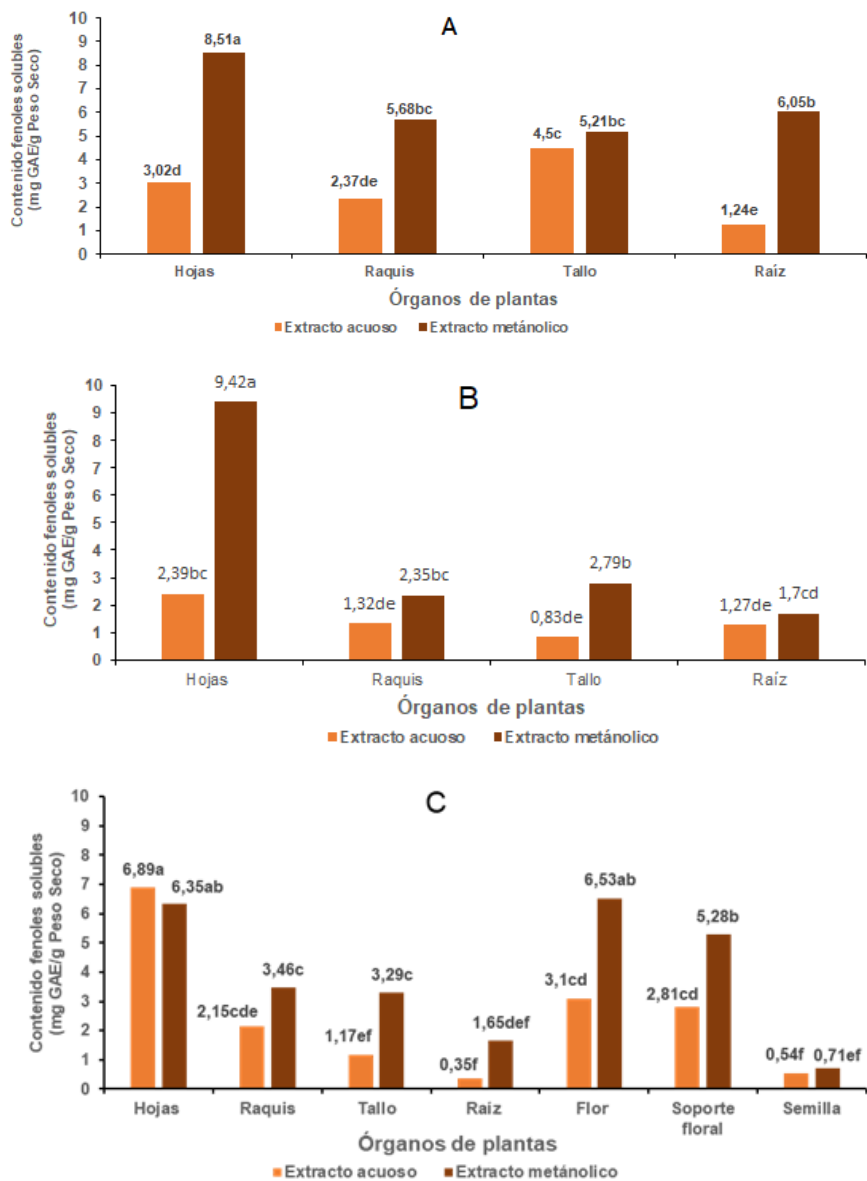 A
Contenido fenoles solubles
(mg GAE/g Peso Seco)
10
9
8
7
6
5
4
3
2
1
0
3,02d
8,51a
2,37de
5,68bc
4,5c
5,21bc
1,24e
6,05b
Hojas
Raquis
Tallo
Raíz
Órganos de plantas
Extracto acuoso
Extracto metánolico
B
Contenido fenoles solubles
(mg GAE/g Peso Seco)
10
9
8
7
6
5
4
3
2
1
0
2,39bc
9,42a
1,32de
2,35bc
0,83de
2,79b
1,27de
1,7cd
Hojas
Raquis
Tallo
Raíz
Órganos de plantas
Extracto acuoso
Extracto metánolico
C
Contenido fenoles solubles
(mg GAE/g Peso Seco)
10
9
8
7
6
5
4
3
2
1
0
6,89a
6,35ab
2,15cde
3,46c
1,17ef
3,29c
0,35f
1,65def
3,1cd
6,53ab
2,81cd
5,28b
0,54f
0,71ef
Hojas
Raquis
Tallo
Raíz
Flor
Soporte
floral
Semilla
Órganos de plantas
Extracto acuoso
Extracto metánolico